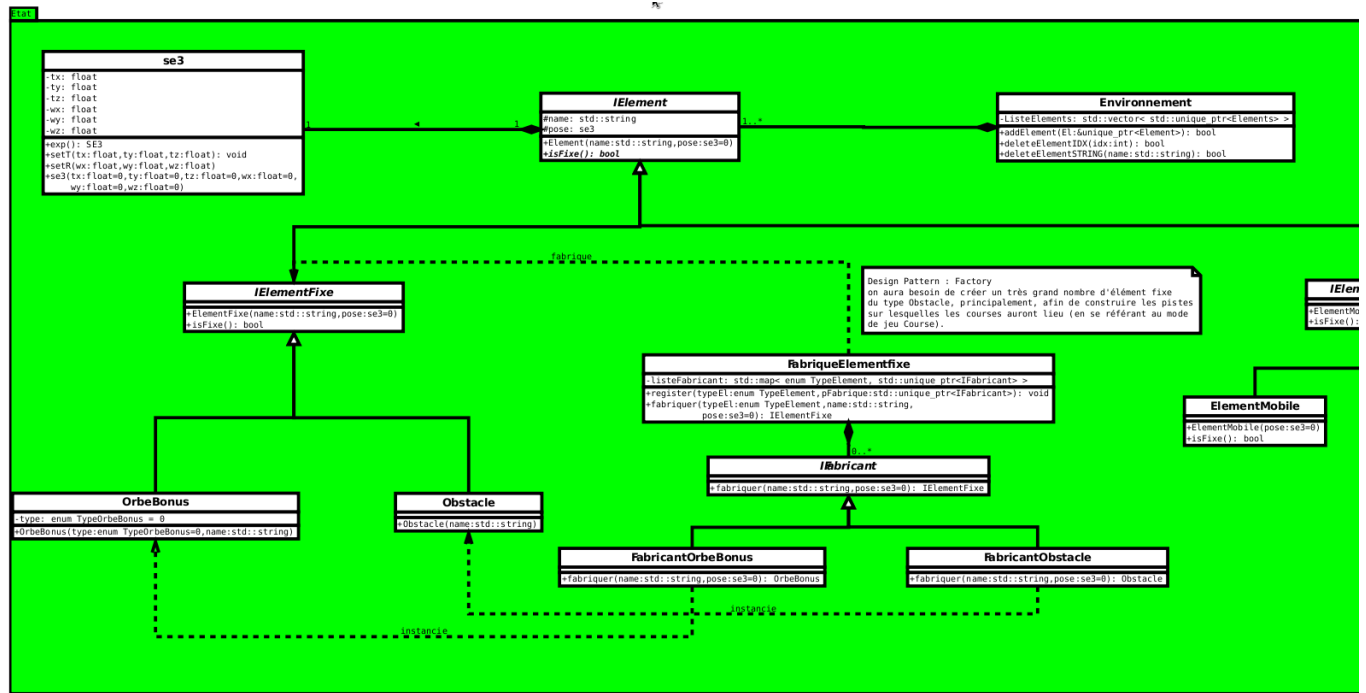 Etat
se3
-tx: float
-ty: float
-tz: float
-wx: float
-wy: float
-wz: float
+exp(): SE3
+setT(tx:float,ty:float,tz:float): void
+setR(wx:float,wy:float,wz:float)
+se3(tx:float=0,ty:float=0,tz:float=0,wx:float=0,
wy:float=0,wz:float=0)
1
1
IElement
#name: std::string
#pose: se3
+Element(name:std::string,pose:se3=0)
+isFixe(): bool
1..*
Environnement
-ListeElements: std::vector< std::unique_ptr<Elements> >
+addElement(El:&unique_ptr<Element>): bool
+deleteElementIDX(idx:int): bool
+deleteElementSTRING(name:std::string): bool
fabrique
IElementFixe
+ElementFixe(name:std::string,pose:se3=0)
+isFixe(): bool
Design Pattern : Factory
on aura besoin de créer un très grand nombre d'élément fixe
du type Obstacle, principalement, afin de construire les pistes
sur lesquelles les courses auront lieu (en se référant au mode
de jeu Course).
IElem
+ElementMo
+isFixe():
FabriqueElementfixe
-listeFabricant: std::map< enum TypeElement, std::unique_ptr<IFabricant> >
+register(typeEl:enum TypeElement,pFabrique:std::unique_ptr<IFabricant>): void
+fabriquer(typeEl:enum TypeElement,name:std::string,
pose:se3=0): IElementFixe
ElementMobile
+ElementMobile(pose:se3=0)
+isFixe(): bool
0..*
IFabricant
+fabriquer(name:std::string,pose:se3=0): IElementFixe
OrbeBonus
-type: enum TypeOrbeBonus = 0
+OrbeBonus(type:enum TypeOrbeBonus=0,name:std::string)
Obstacle
+Obstacle(name:std::string)
FabricantOrbeBonus
+fabriquer(name:std::string,pose:se3=0): OrbeBonus
FabricantObstacle
+fabriquer(name:std::string,pose:se3=0): Obstacle
instancie
instancie